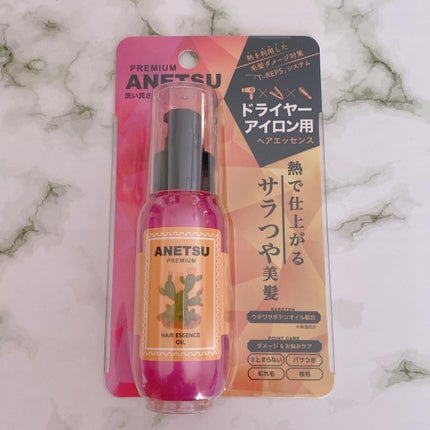 PREMIUM
ANETSU
洗い流さ
熱を利用した
毛髪ダメージ対策
「T-REPS」システム
ドライヤー
アイロン用
ヘアエッセンス
熱で仕上がる
サラつや美髪
ANETSU
PREMIUM
HAIR ESSENCE
OIL
ウチワサボテンオイル配合
POINT CARE
ダメージ&お悩みケア
まとまらない
パサつき
切れ毛
枝毛